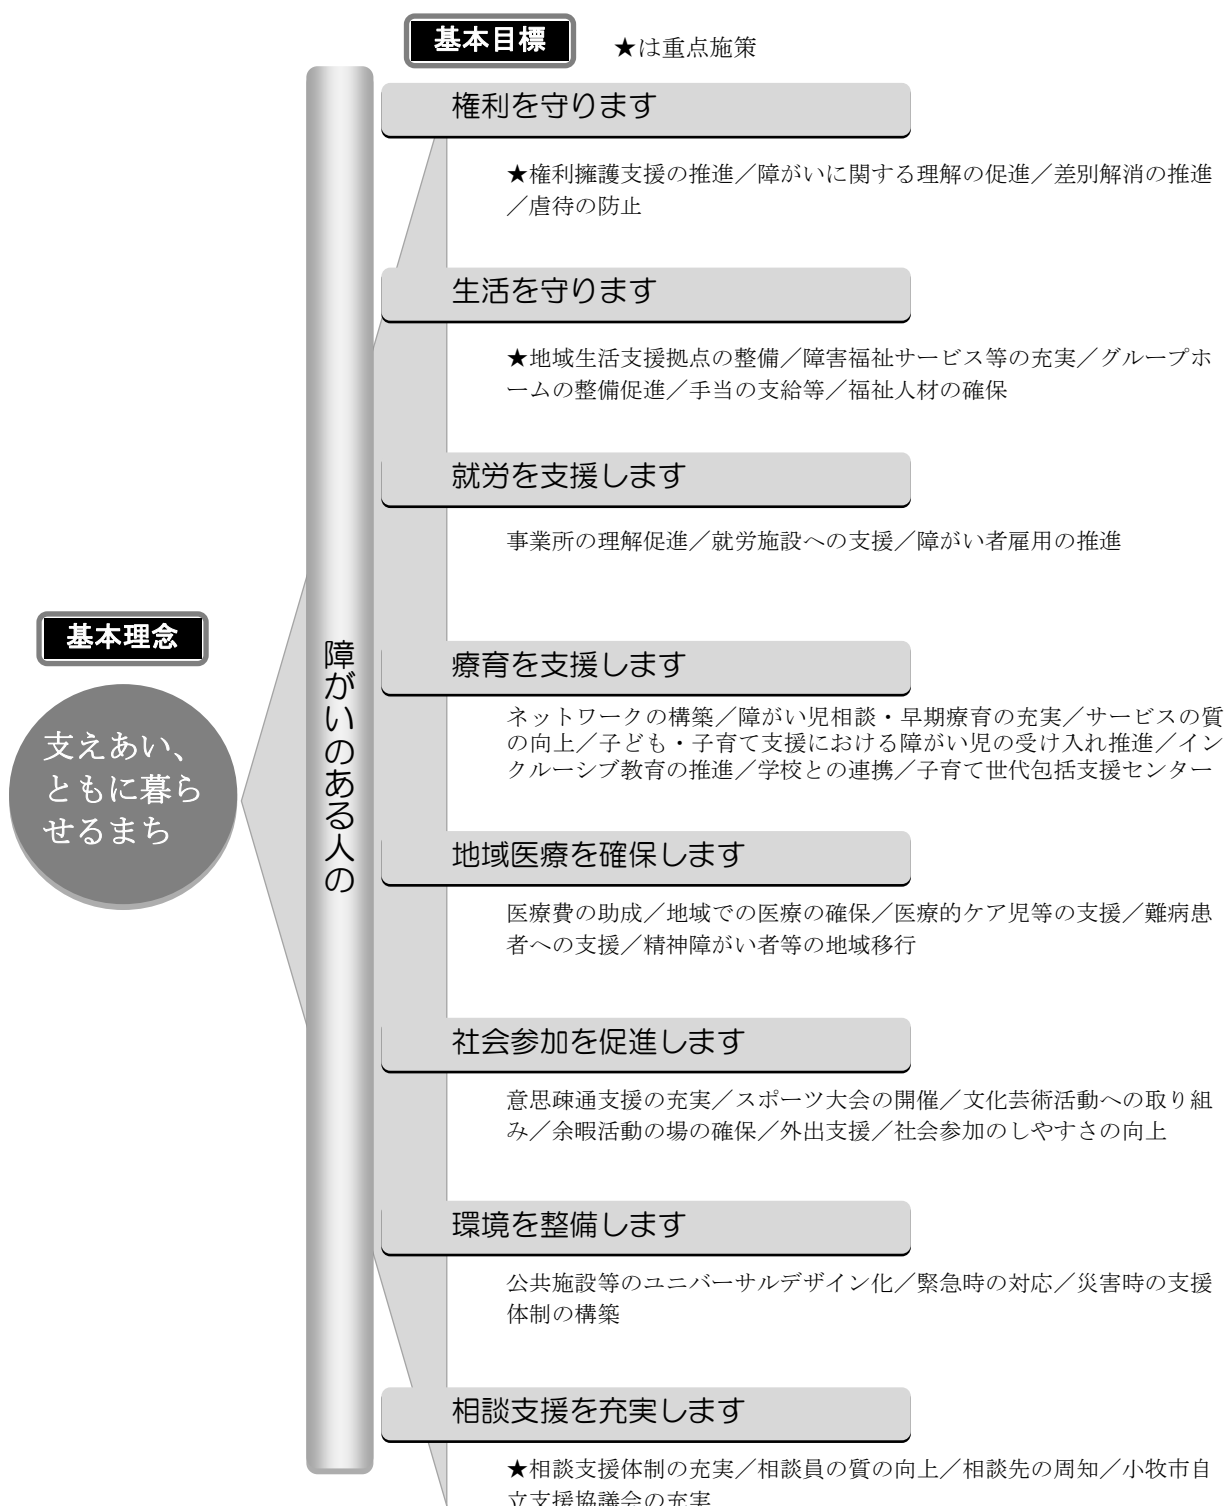 基本目標
★は重点施策
権利を守ります
★権利擁護支援の推進／障がいに関する理解の促進／差別解消の推進
／虐待の防止
生活を守ります
★地域生活支援拠点の整備／障害福祉サービス等の充実／グループホ
ームの整備促進／手当の支給等／福祉人材の確保
就労を支援します
事業所の理解促進／就労施設への支援／障がい者雇用の推進
基本理念
支えあい、
ともに暮ら
せるまち
障がいのある人の
療育を支援します
ネットワークの構築／障がい児相談・早期療育の充実／サービスの質
の向上／子ども・子育て支援における障がい児の受け入れ推進／イン
クルーシブ教育の推進／学校との連携／子育て世代包括支援センター
地域医療を確保します
医療費の助成／地域での医療の確保／医療的ケア児等の支援／難病患
者への支援／精神障がい者等の地域移行
社会参加を促進します
意思疎通支援の充実／スポーツ大会の開催／文化芸術活動への取り組
み／余暇活動の場の確保／外出支援／社会参加のしやすさの向上
環境を整備します
公共施設等のユニバーサルデザイン化／緊急時の対応／災害時の支援
体制の構築
相談支援を充実します
★相談支援体制の充実／相談員の質の向上／相談先の周知／小牧市自
立支援協議会の充実